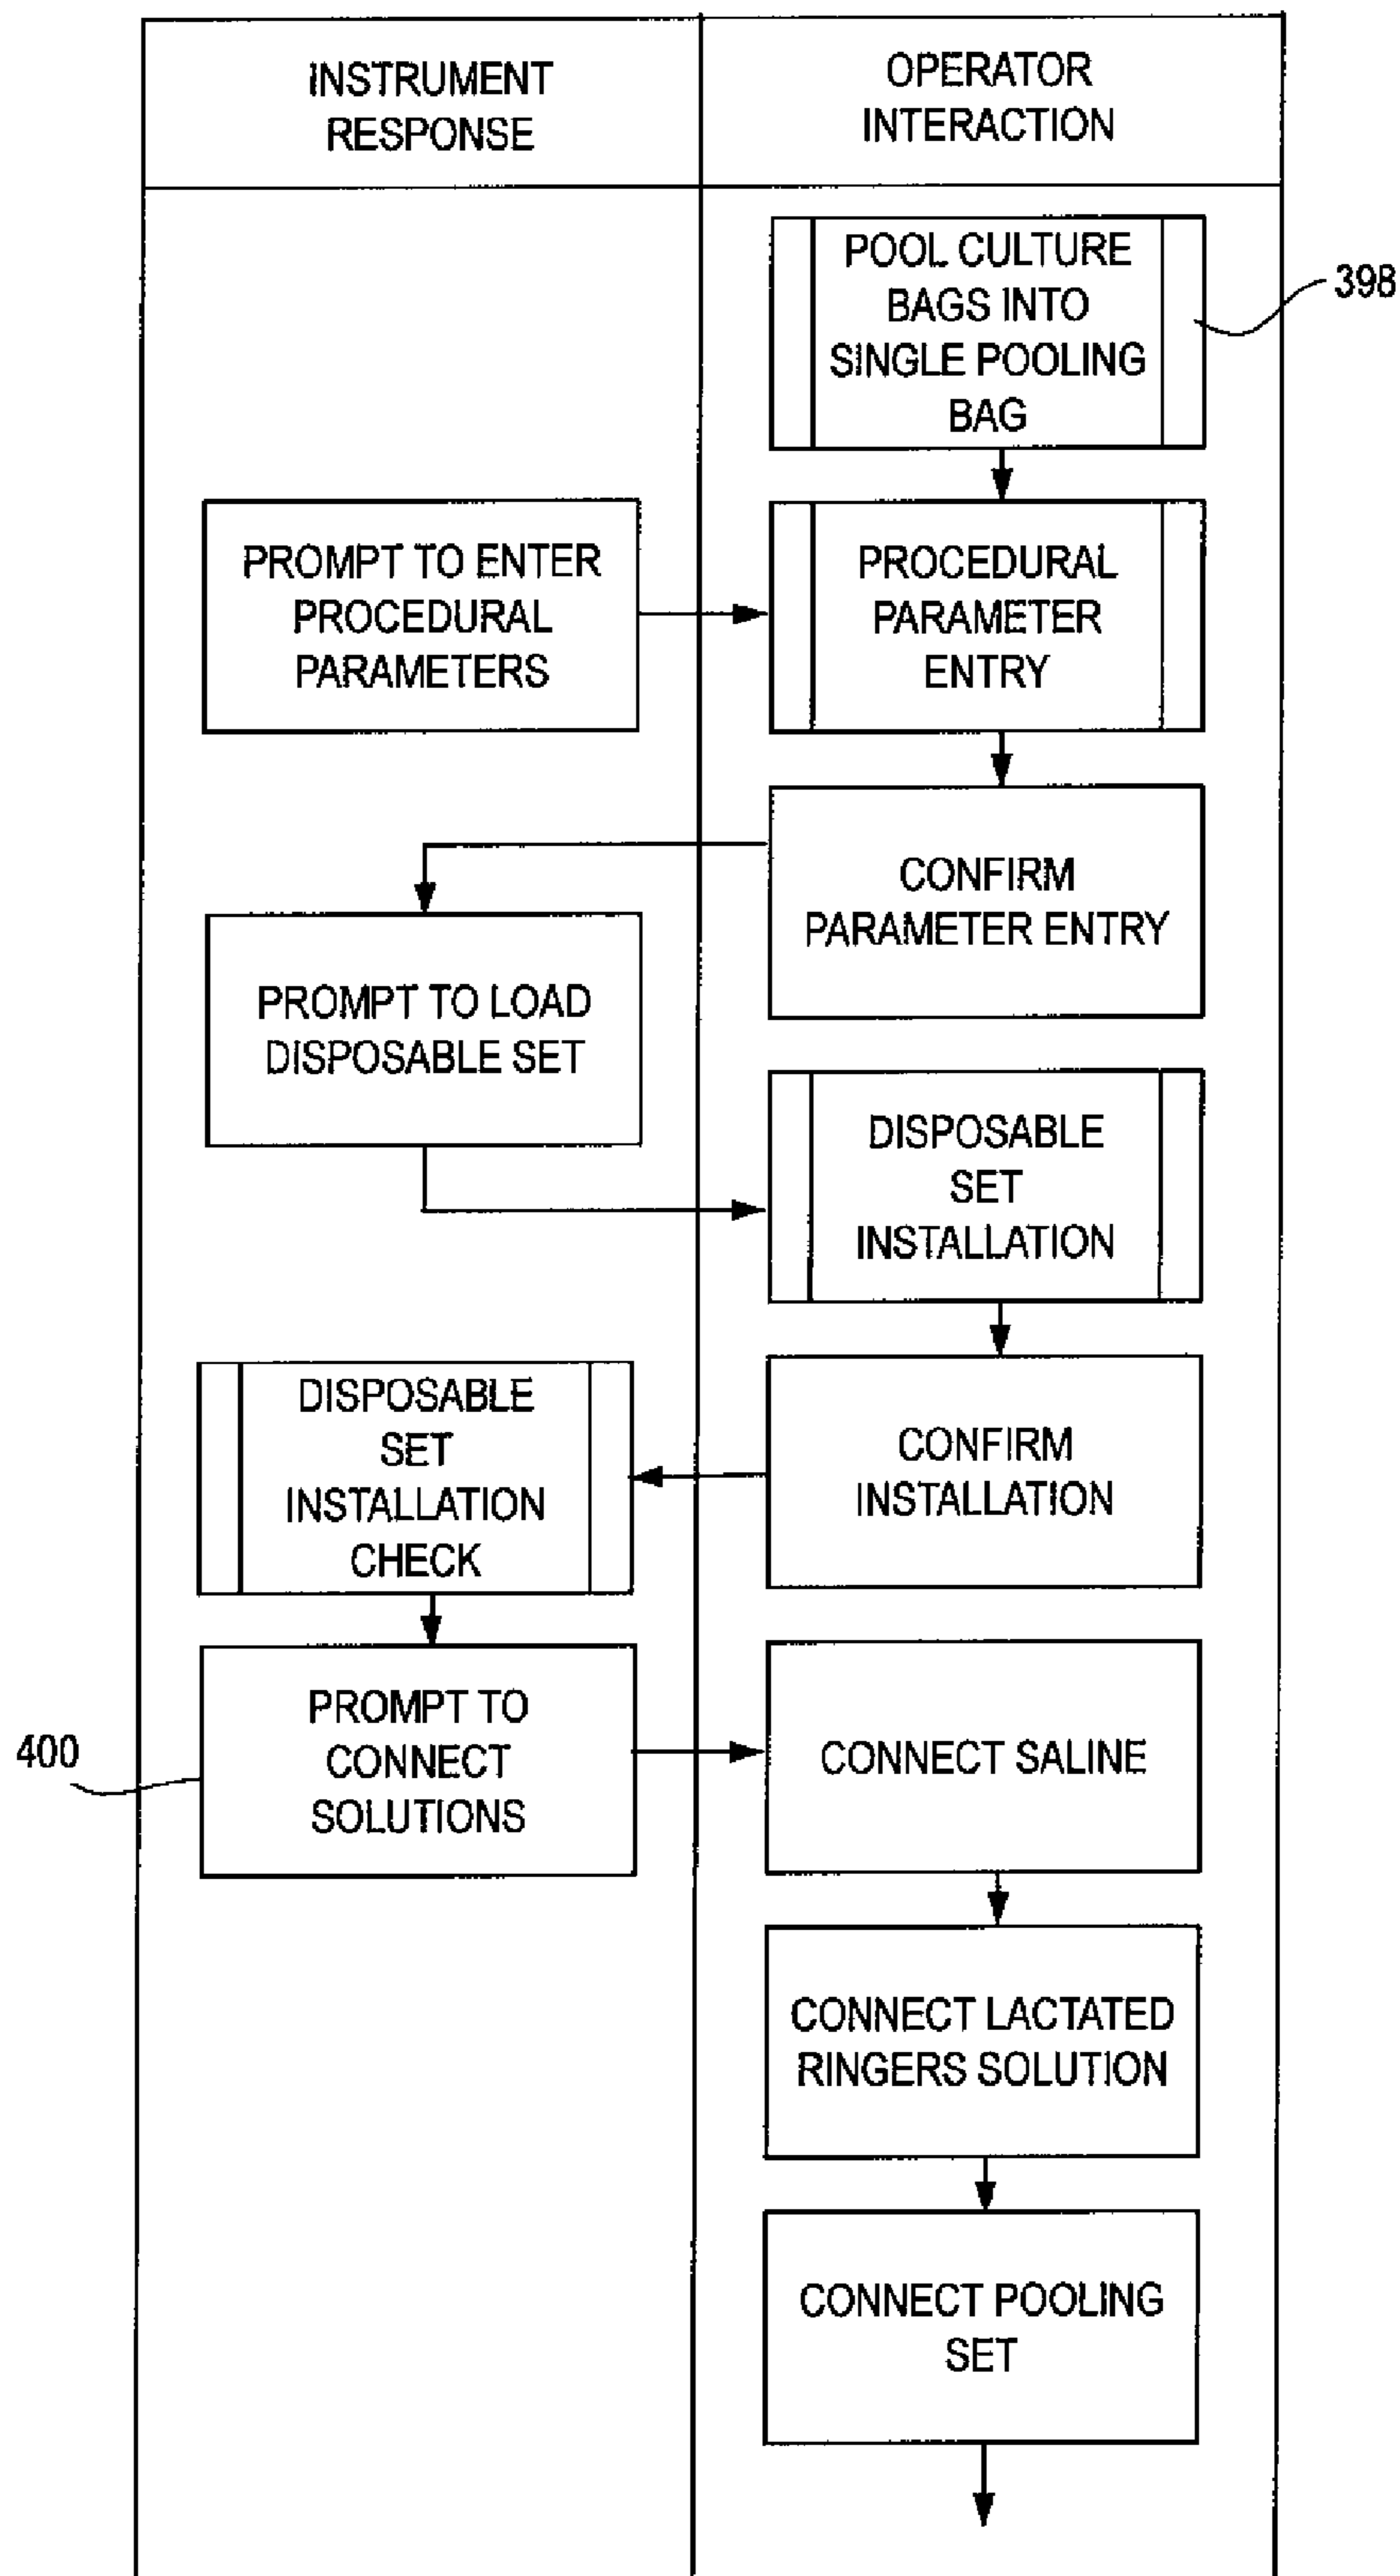 INSTRUMENT
RESPONSE
OPERATOR
INTERACTION
POOL CULTURE
BAGS INTO
SINGLE POOLING
BAG
398
PROMPT TO ENTER
PROCEDURAL
PARAMETERS
PROCEDURAL
PARAMETER
ENTRY
CONFIRM
PARAMETER ENTRY
PROMPT TO LOAD
DISPOSABLE SET
DISPOSABLE
SET
INSTALLATION
CONFIRM
INSTALLATION
DISPOSABLE
SET
INSTALLATION
CHECK
PROMPT TO
CONNECT
SOLUTIONS
400
CONNECT SALINE
CONNECT LACTATED
RINGERS SOLUTION
CONNECT POOLING
SET